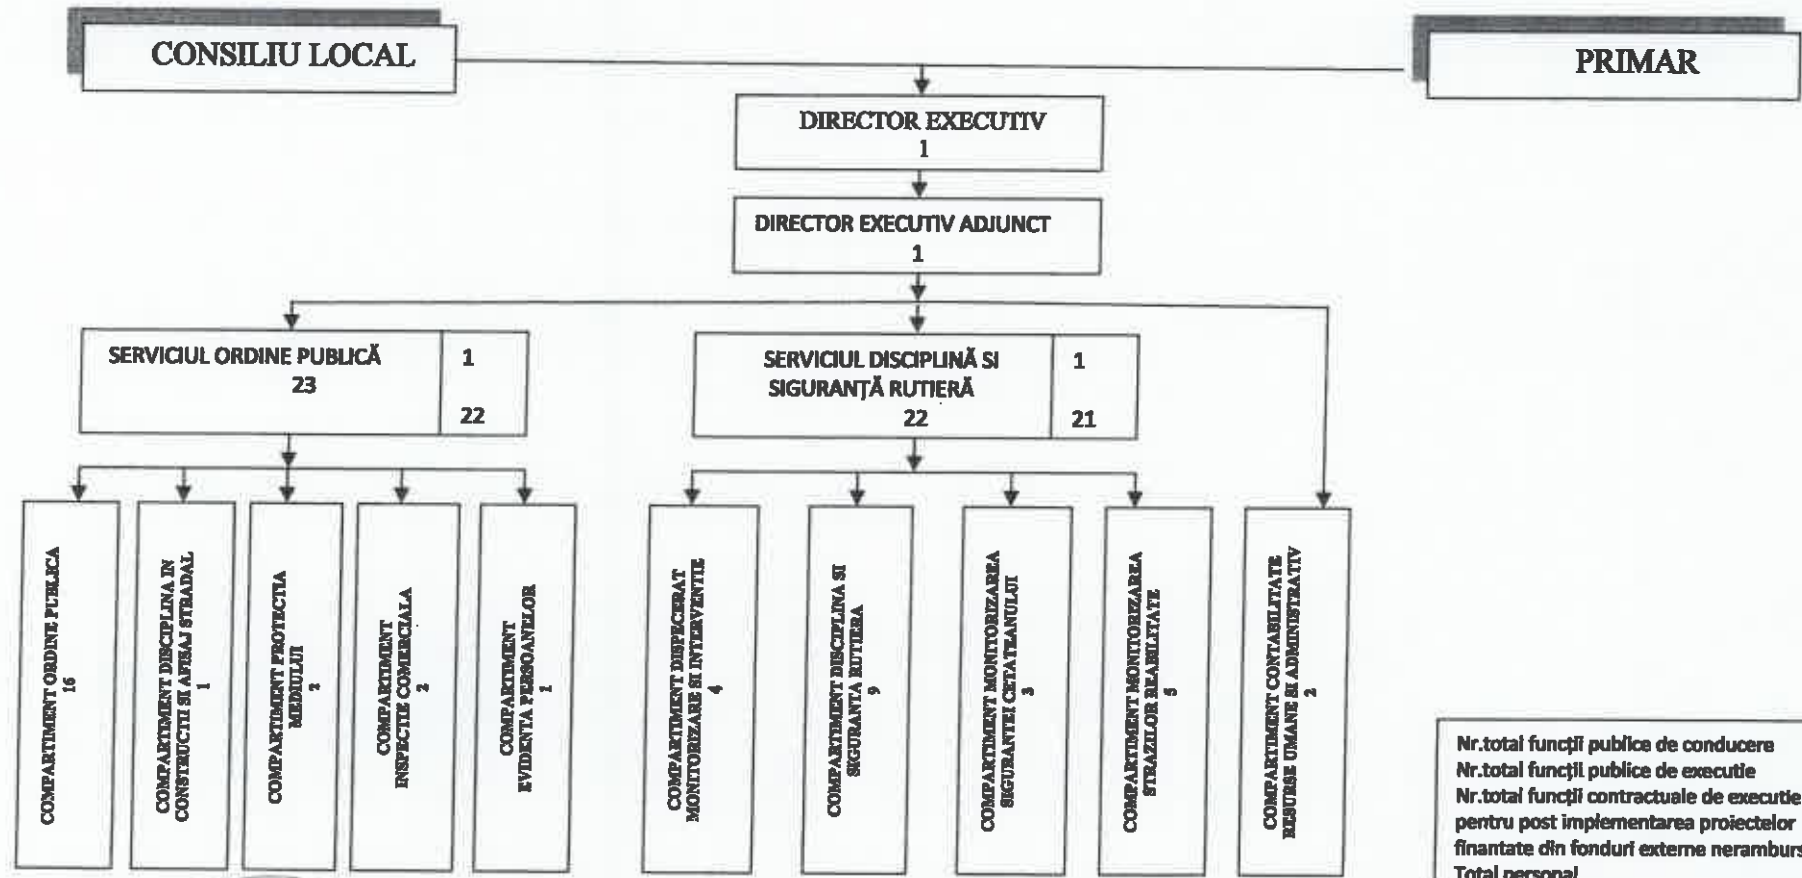 CONSILIU LOCAL
PRIMAR
DIRECTOR EXECUTIV
1
DIRECTOR EXECUTIV ADJUNCT
1
SERVICIUL ORDINE PUBLICĂ
23
1
22
SERVICIUL DISCIPLINĂ SI
SIGURANȚĂ RUTIERĂ
22
1
21
COMPARTIMENT ORDINE PUBLICA
16
COMPARTIMENT DISCIPLINA IN
CONSTRUCTII SI AFISAJ STRADAL
1
COMPARTIMENT PROTECTIA
MEDIULUI
2
COMPARTIMENT
INSPECTIE COMERCIALA
2
COMPARTIMENT
EVIDENTA PERSOANELOR
1
COMPARTIMENT DISPECERAT
MONITORIZARE SI INTERVENTIE
4
COMPARTIMENT DISCIPLINA SI
SIGURANTA RUTIERA
9
COMPARTIMENT MONITORIZAREA
SIGURANTEI CETATEANULUI
3
COMPARTIMENT MONITORIZAREA
STRAZILOR REABILITATE
5
COMPARTIMENT CONTABILITATE
RESURSE UMANE SI ADMINISTRATIV
2
Nr.total funcții publice de conducere
Nr.total funcții publice de executie
Nr.total funcții contractuale de executie
pentru post implementarea proiectelor
finantate din fonduri externe nerambur
Total personal